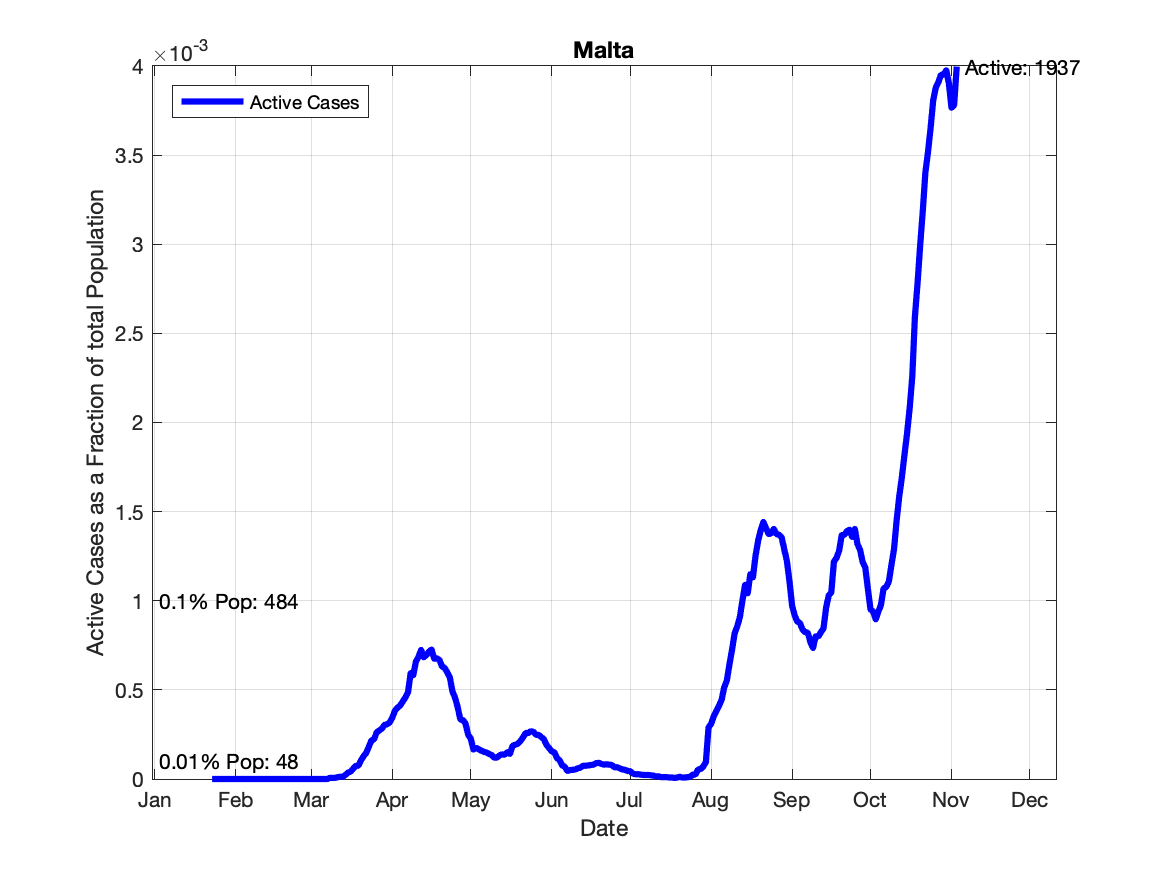 Malta
×10-3
4
Active: 1937
Active Cases
3.5
3
2.5
2
1.5
1
0.1% Pop: 484
0.5
0.01% Pop: 48
0
Jan Feb Mar Apr May Jun Jul Aug Sep Oct Nov Dec
Date
Active Cases as a Fraction of total Population